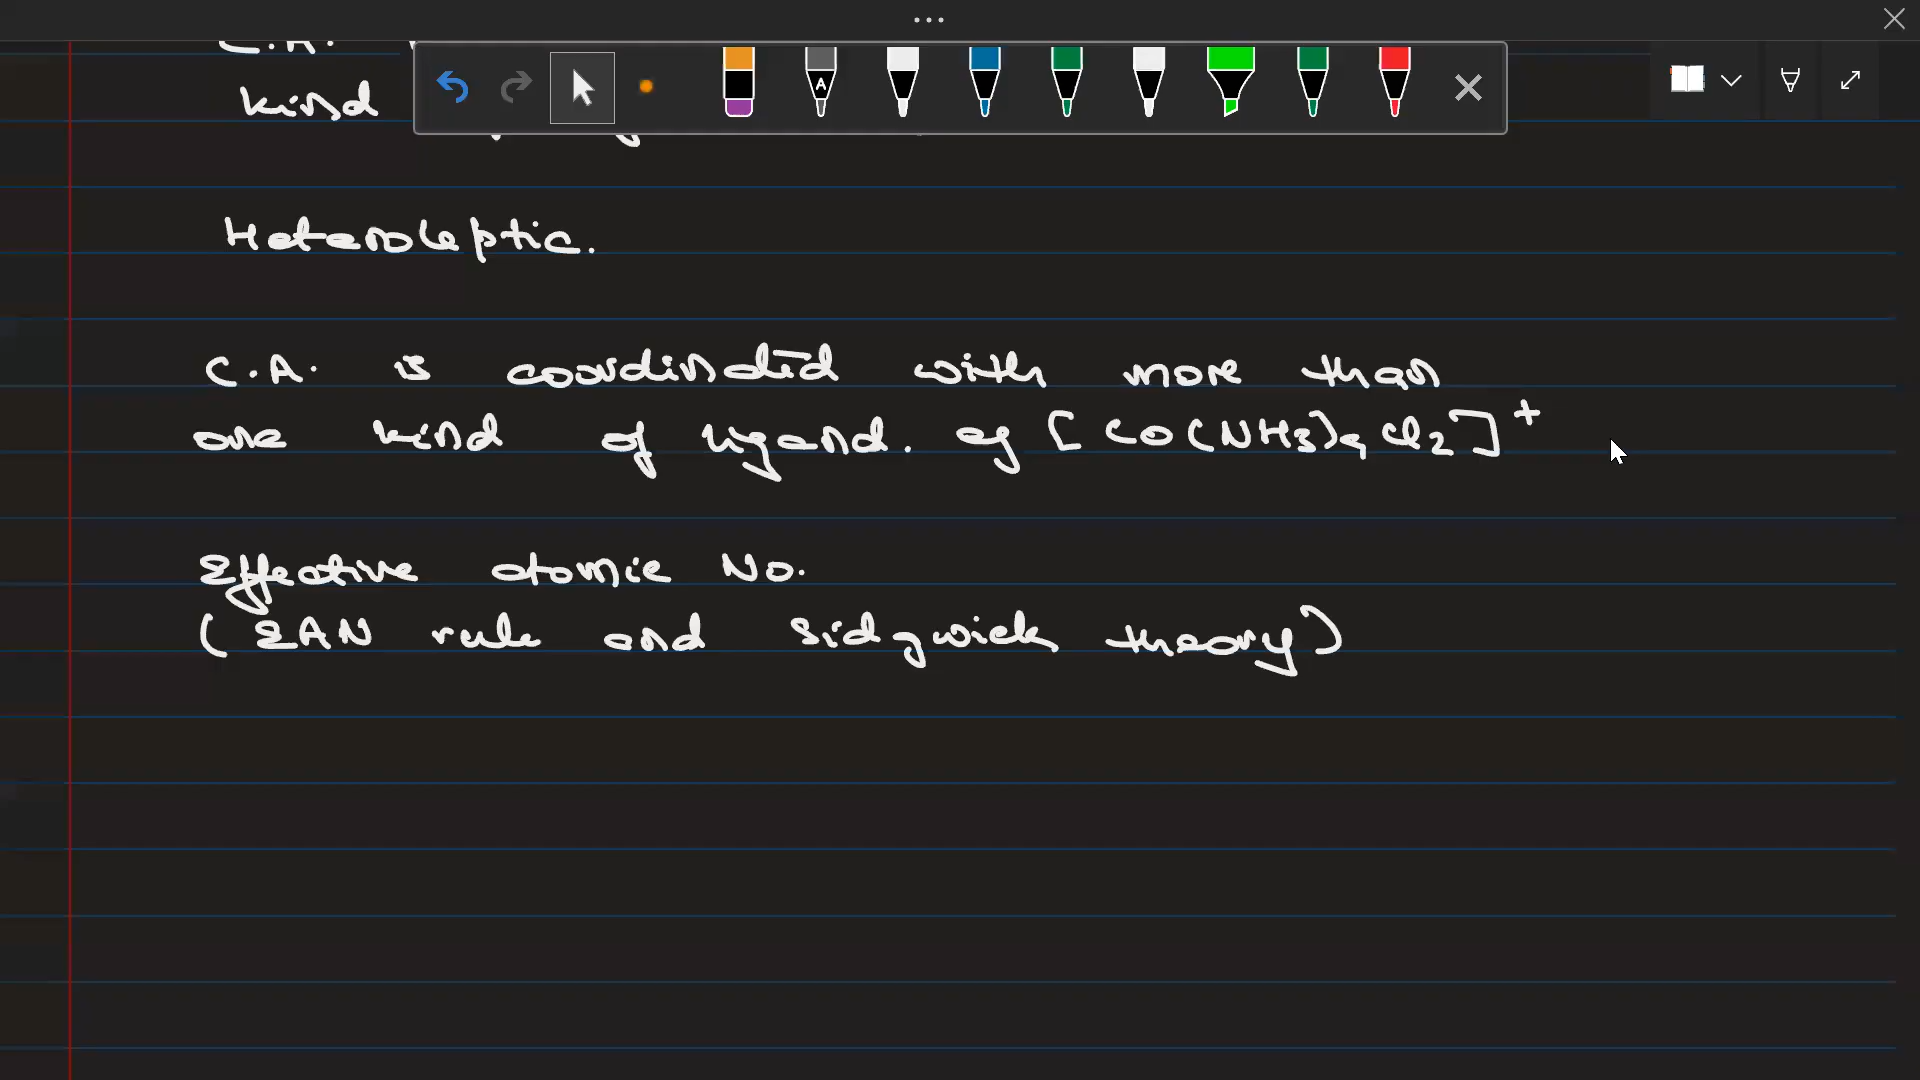 C.A.
kind
Heteroleptic.
C.A. is coordinated with more than
one kind of ligand. eg [CO(NH3)4Cl2]+
Effective atomic No.
(EAN rule and sidgwick theory)